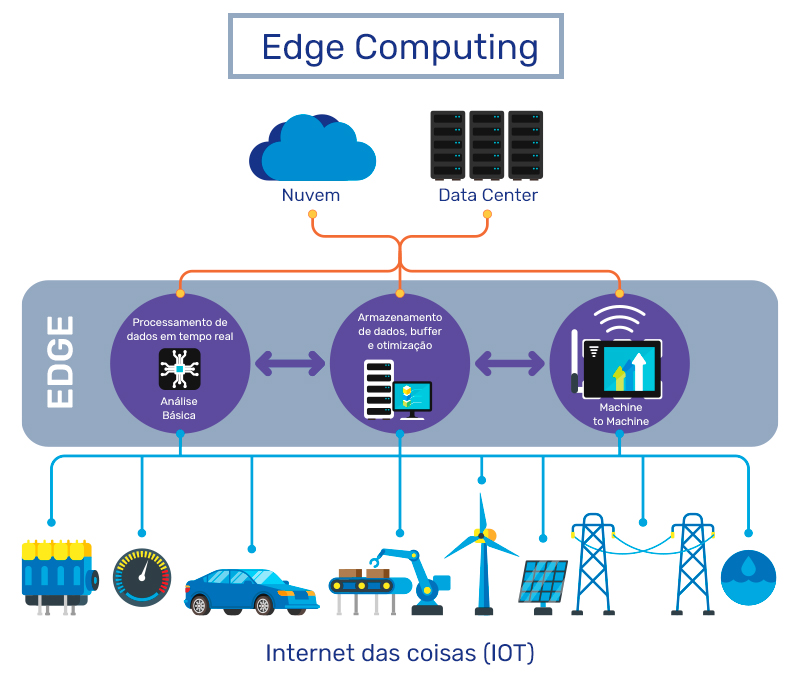 Edge Computing
Nuvem
Data Center
EDGE
Processamento de
dados em tempo real
Análise
Básica
Armazenamento
de dados, buffer
e otimização
Machine
to Machine
Internet das coisas (IOT)